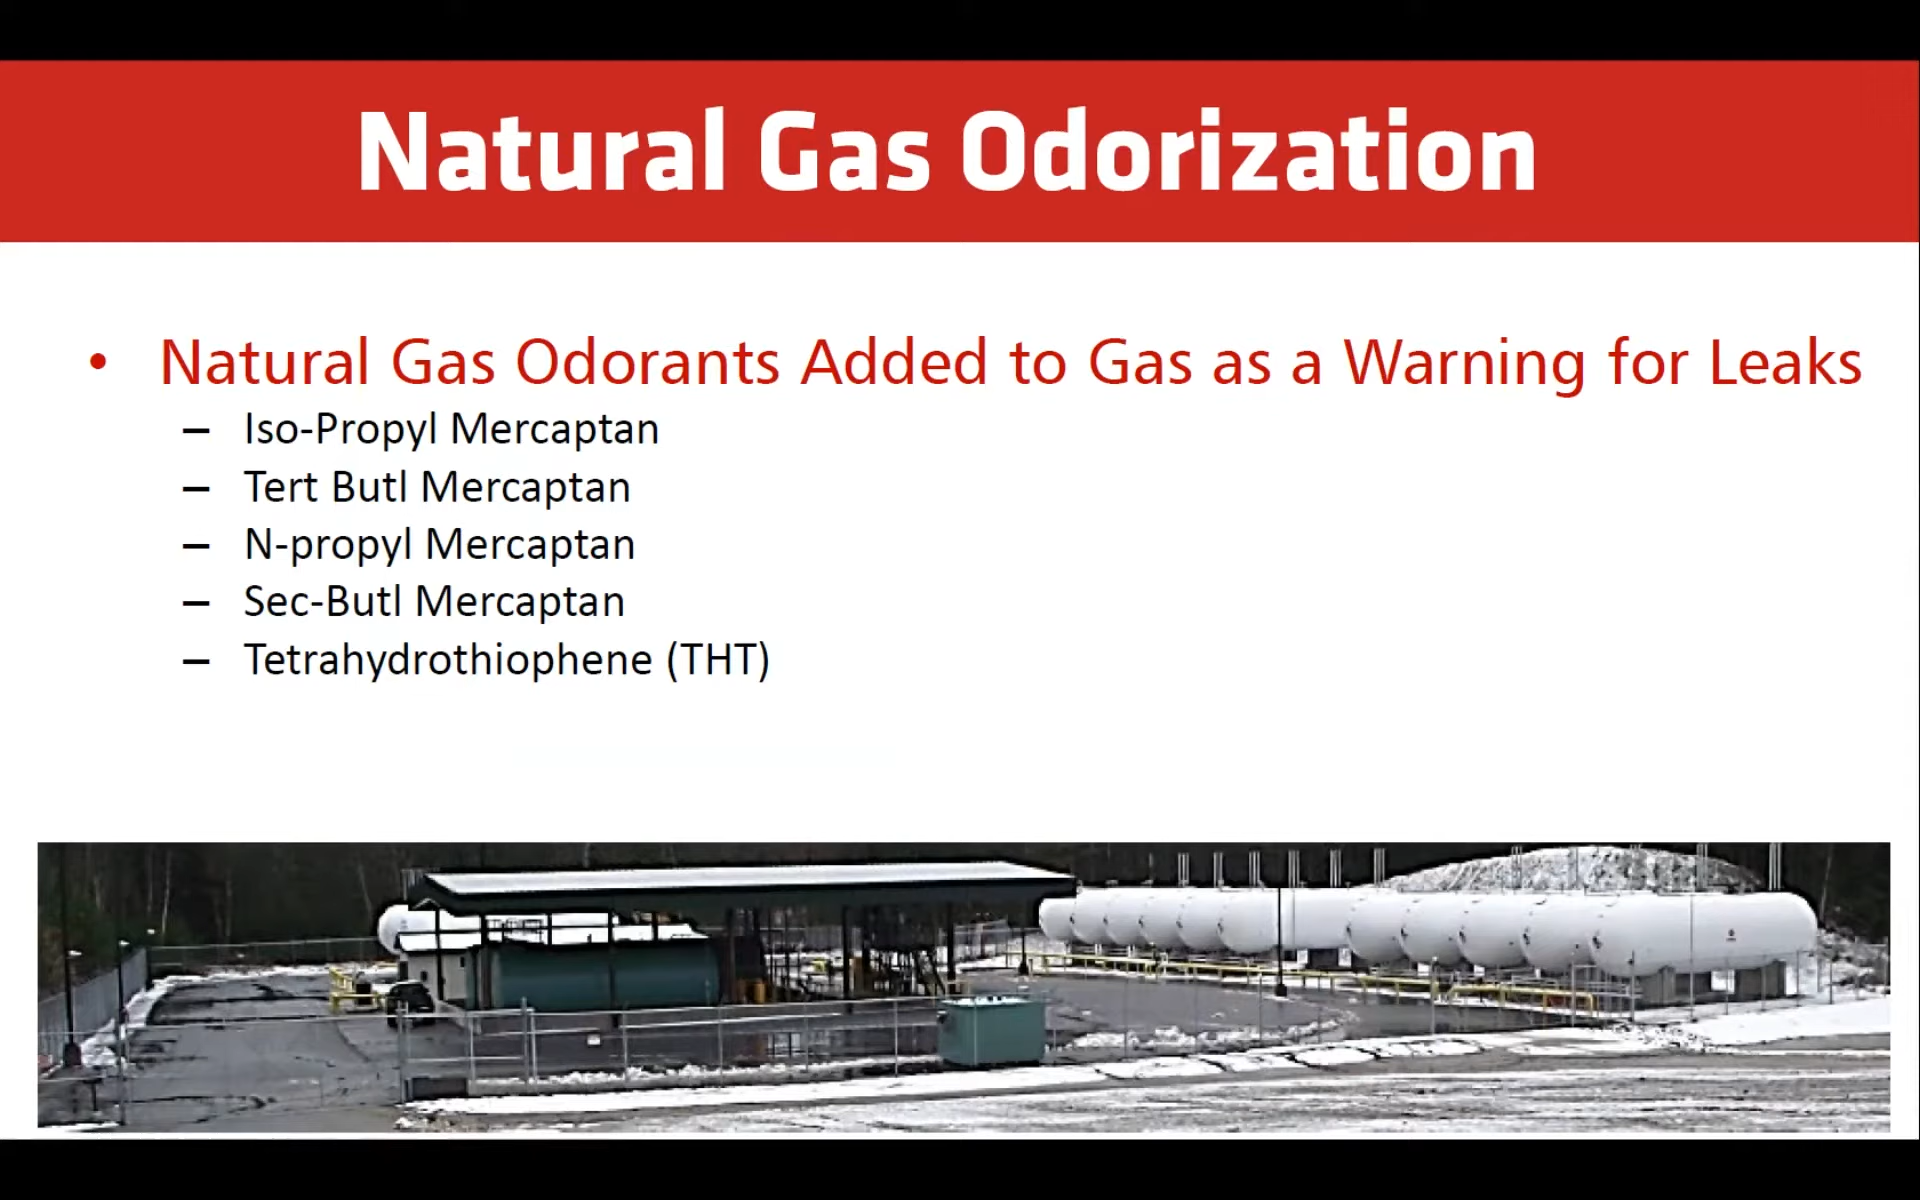 Natural Gas Odorization
• Natural Gas Odorants Added to Gas as a Warning for Leaks
– Iso-Propyl Mercaptan
– Tert Butl Mercaptan
– N-propyl Mercaptan
– Sec-Butl Mercaptan
– Tetrahydrothiophene (THT)